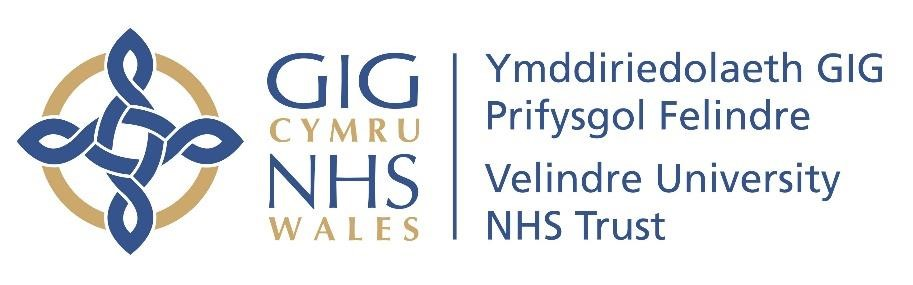 GIG
CYMRU
NHS
WALES
Ymddiriedolaeth GIG
Prifysgol Felindre
Velindre University
NHS Trust